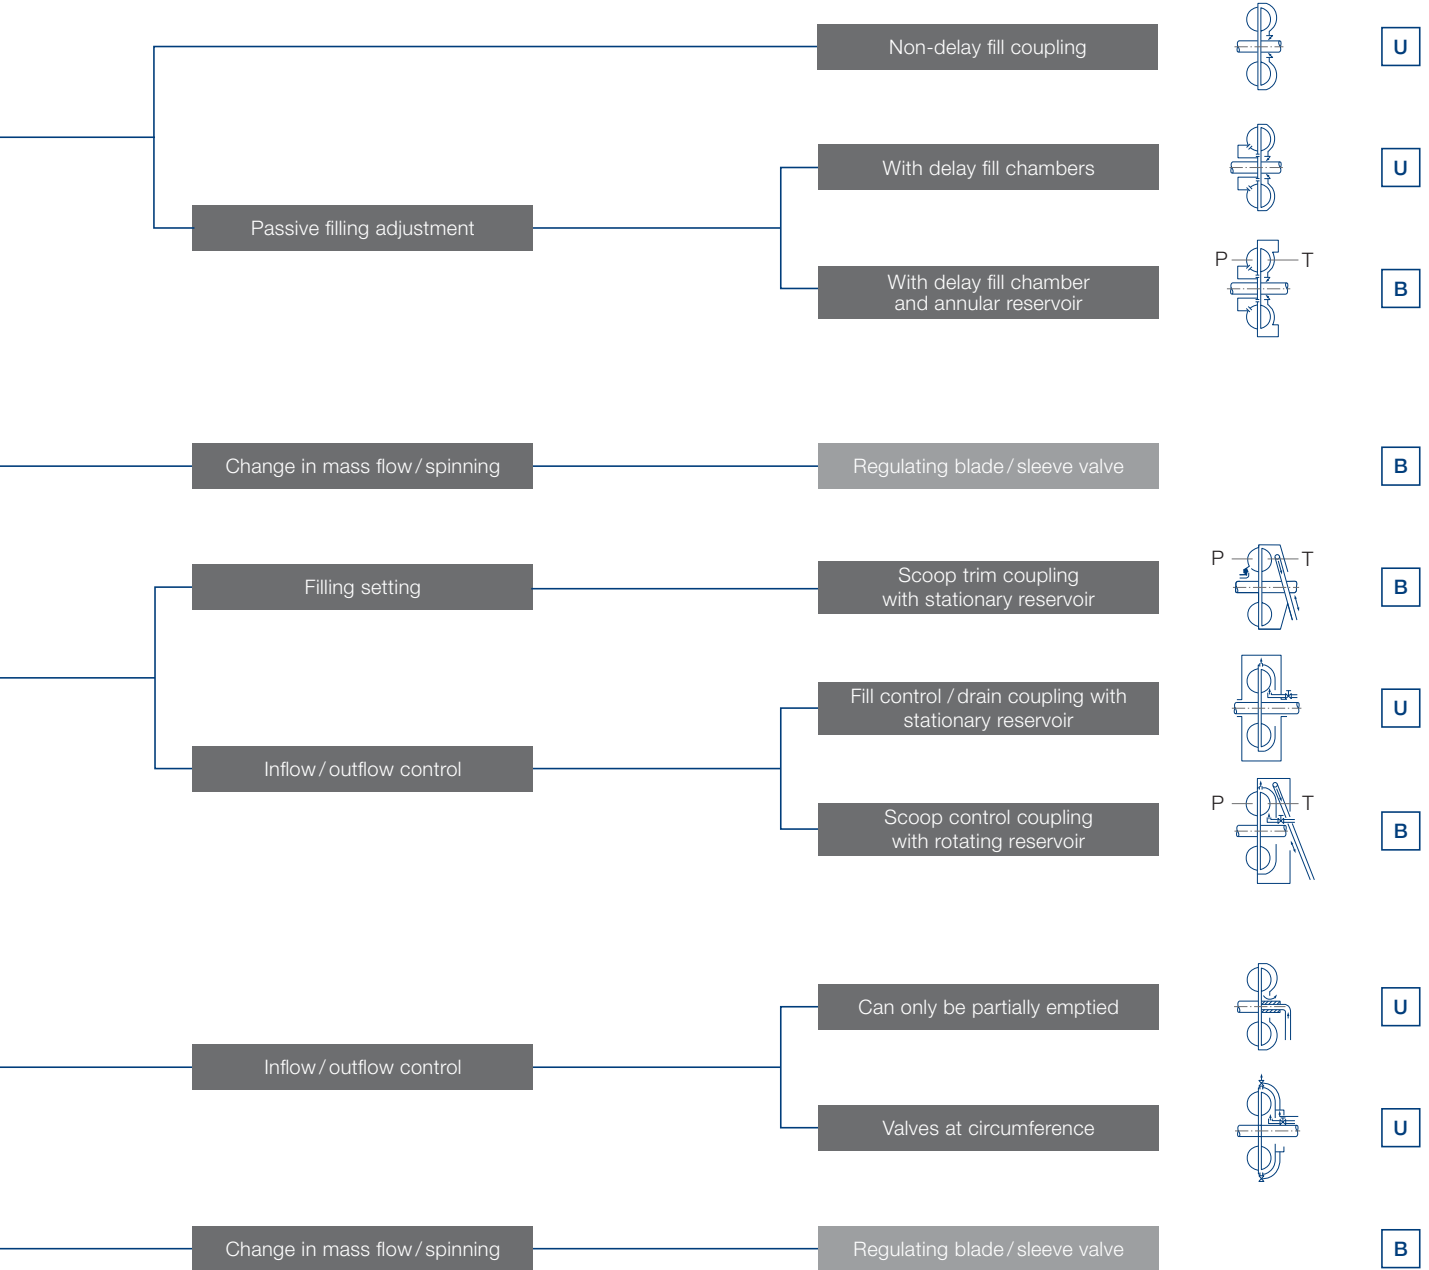 Non-delay fill coupling
U
With delay fill chambers
U
Passive filling adjustment
P
T
With delay fill chamber
and annular reservoir
B
Change in mass flow / spinning
Regulating blade / sleeve valve
B
P
T
Filling setting
Scoop trim coupling
with stationary reservoir
B
Fill control / drain coupling with
stationary reservoir
U
Inflow / outflow control
P
T
Scoop control coupling
with rotating reservoir
B
Can only be partially emptied
U
Inflow / outflow control
Valves at circumference
U
Change in mass flow / spinning
Regulating blade / sleeve valve
B